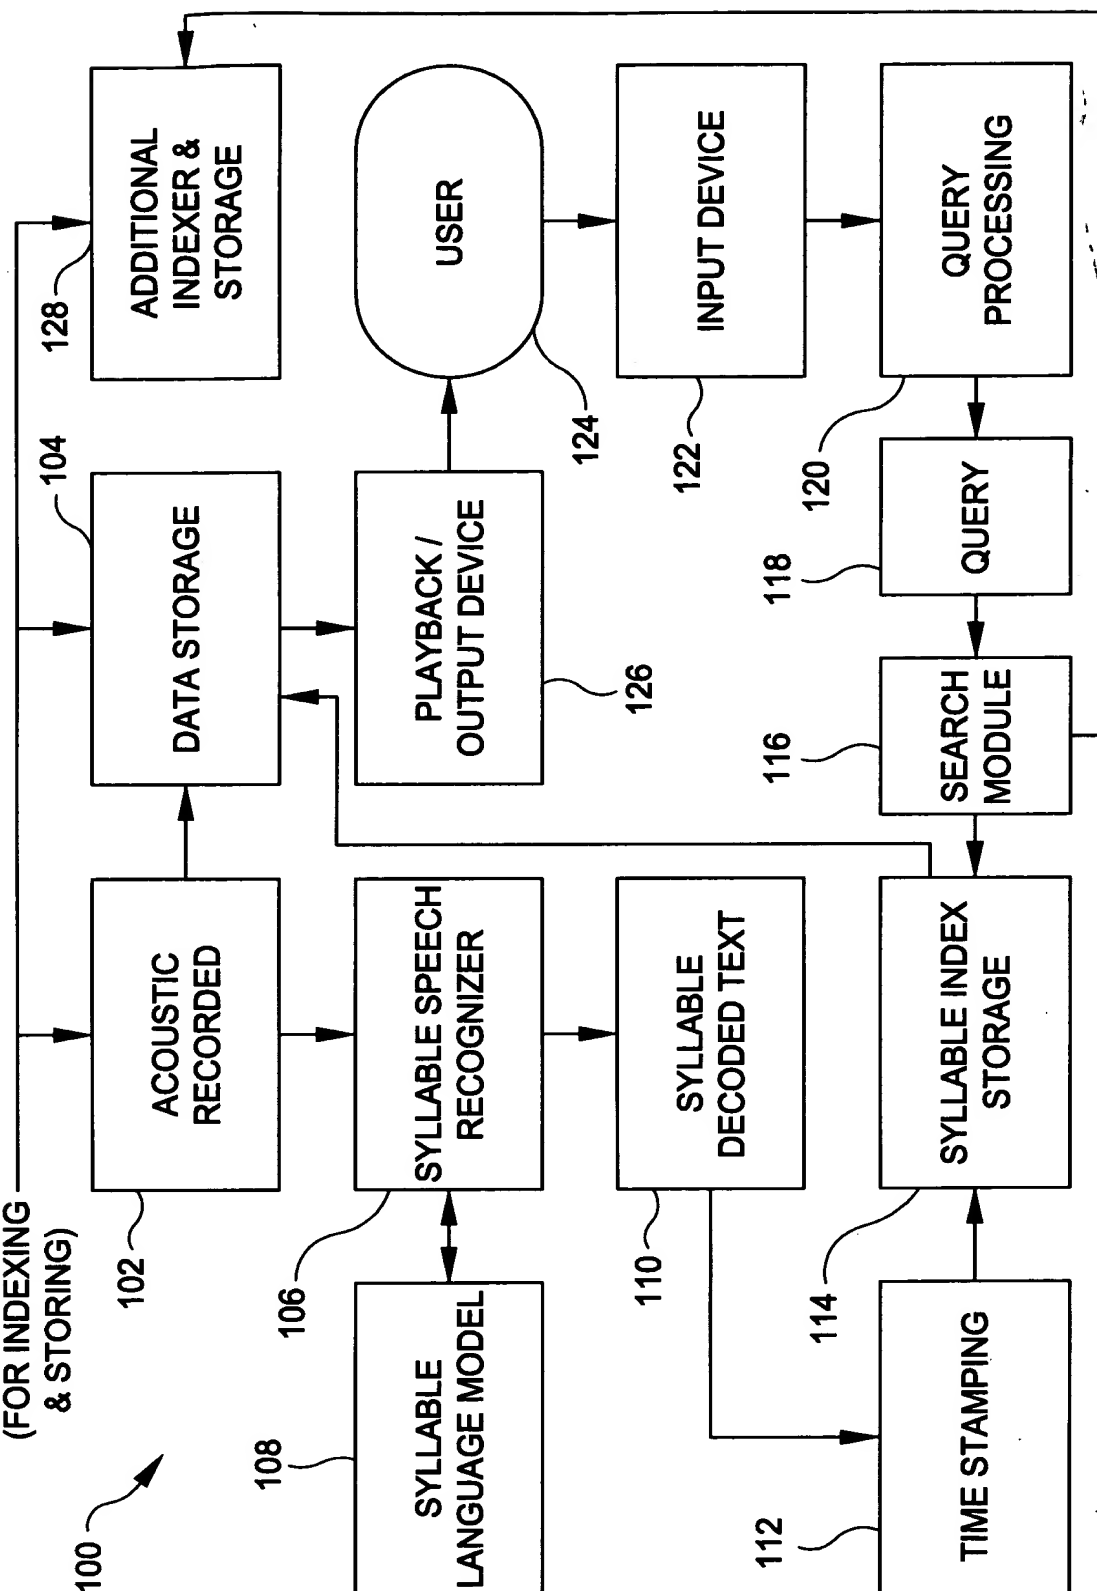 100
(FOR INDEXING
& STORING)
102
ACOUSTIC
RECORDED
104
DATA STORAGE
128
ADDITIONAL
INDEXER &
STORAGE
108
SYLLABLE
LANGUAGE MODEL
106
SYLLABLE SPEECH
RECOGNIZER
PLAYBACK /
OUTPUT DEVICE
126
USER
124
110
SYLLABLE
DECODED TEXT
122
INPUT DEVICE
112
TIME STAMPING
114
SYLLABLE INDEX
STORAGE
116
SEARCH
MODULE
118
QUERY
120
QUERY
PROCESSING